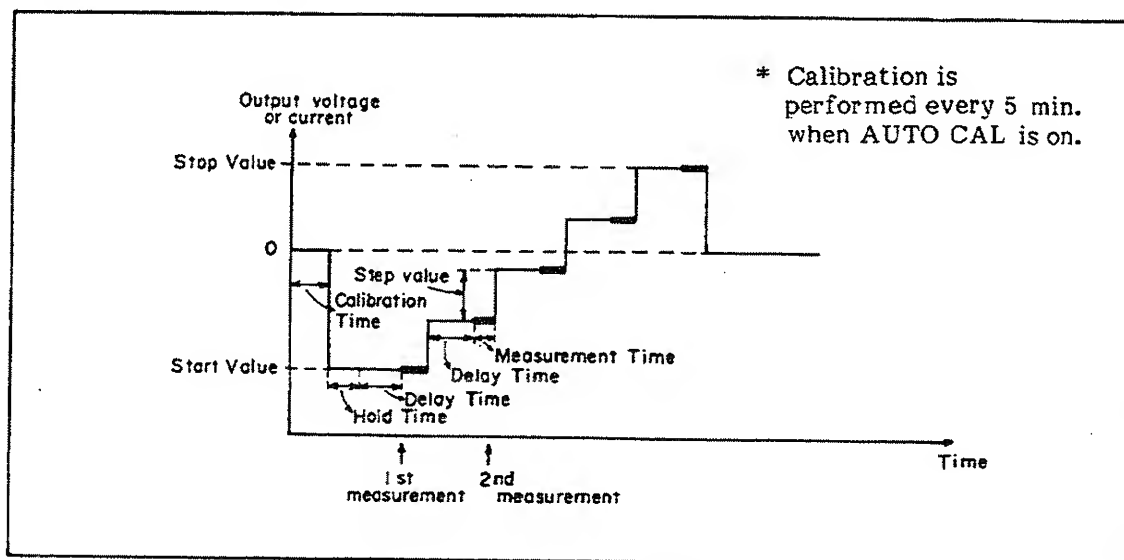 * Calibration is
performed every 5 min.
when AUTO CAL is on.
Output voltage
or current
Stop Value
0
Step value
Calibration
Time
Measurement Time
Delay Time
Start Value
Delay Time
Hold Time
Time
1st
measurement
2nd
measurement